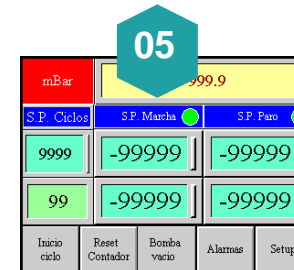 05
mBar
999.9
S.P. Ciclos
S.P. Marcha
S.P. Paro
9999
-99999
-99999
99
-99999
-99999
Inicio ciclo
Reset Contador
Bomba vacio
Alarmas
Setup